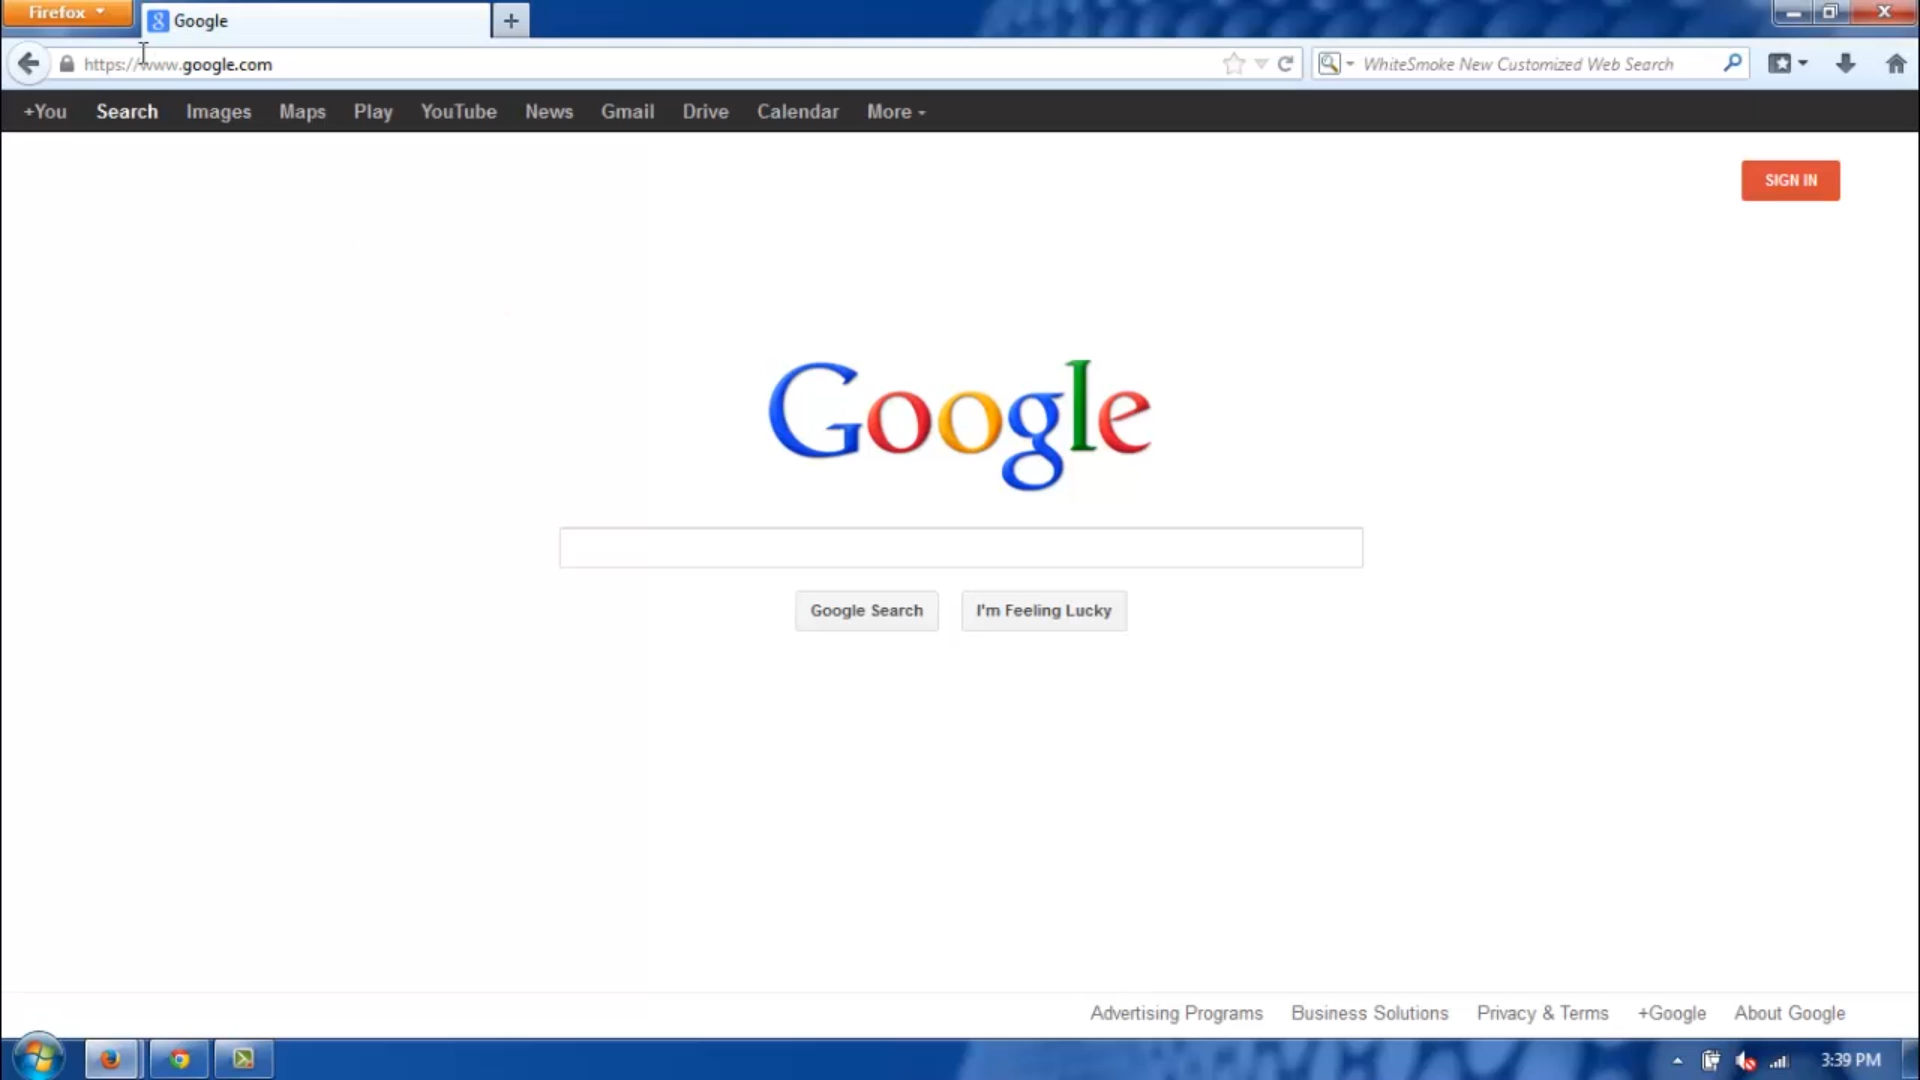 Firefox
Google
https://www.google.com
WhiteSmoke New Customized Web Search
+You Search Images Maps Play YouTube News Gmail Drive Calendar More
SIGN IN
Google
Google Search I'm Feeling Lucky
Advertising Programs Business Solutions Privacy & Terms +Google About Google
3:39 PM